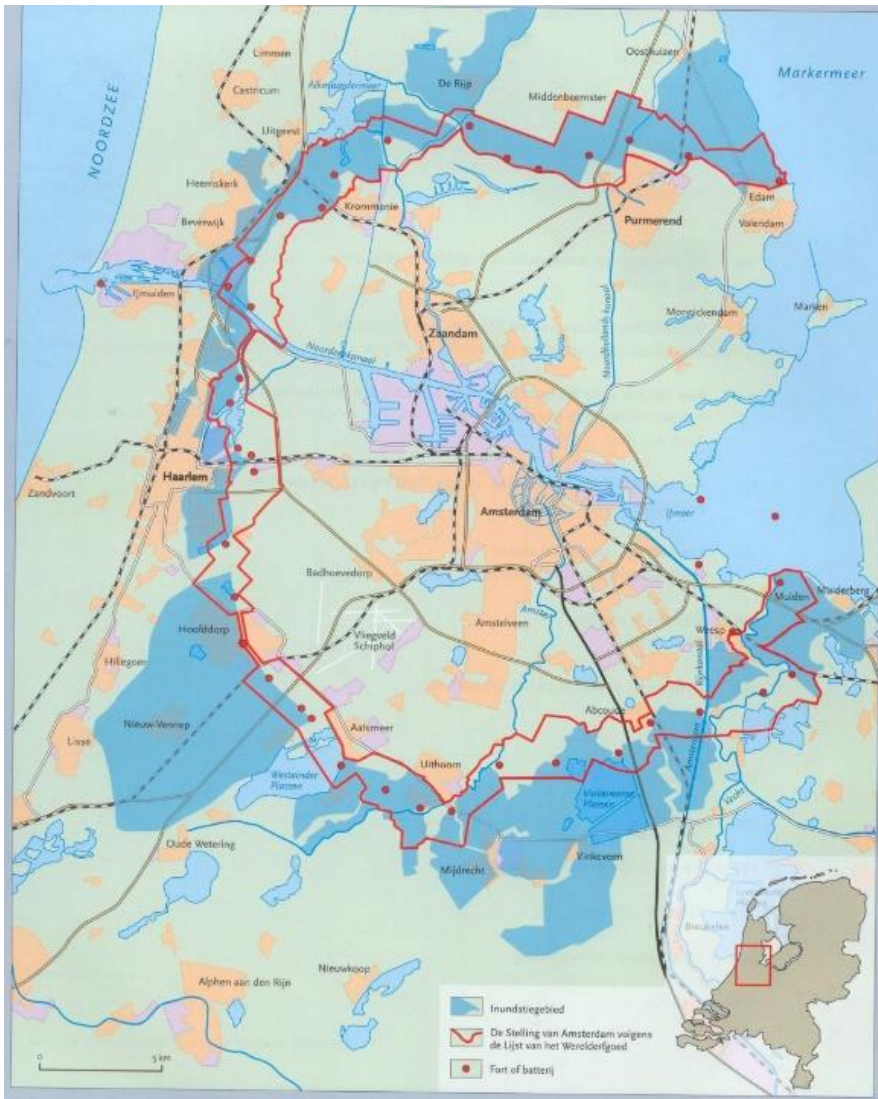 Limmen
Castricum
Uitgeest
Alkmaardermeer
De Rijp
Oosthuizen
Middenbeemster
Markermeer
NOORDZEE
Heemskerk
Beverwijk
Krommenie
Purmerend
Edam
Volendam
IJmuiden
Zaandam
Noordzeekanaal
Noordhollands kanaal
Monnickendam
Marken
Haarlem
Zandvoort
Amsterdam
IJmeer
Badhoevedorp
Muiden
Muiderberg
Hoofddorp
Vliegveld
Schiphol
Amstel
Amstelveen
Weesp
Hillegom
Nieuw-Vennep
Aalsmeer
Abcoude
Amsterdam
Rijnkanaal
Lisse
Uithoorn
Westeinder
Plassen
Vinkeveense
Plassen
Vecht
Oude Wetering
Mijdrecht
Vinkeveen
Breukelen
Alphen aan den Rijn
Nieuwkoop
0 5 km
Inundatiegebied
De Stelling van Amsterdam volgens
de Lijst van het Werelderfgoed
Fort of batterij